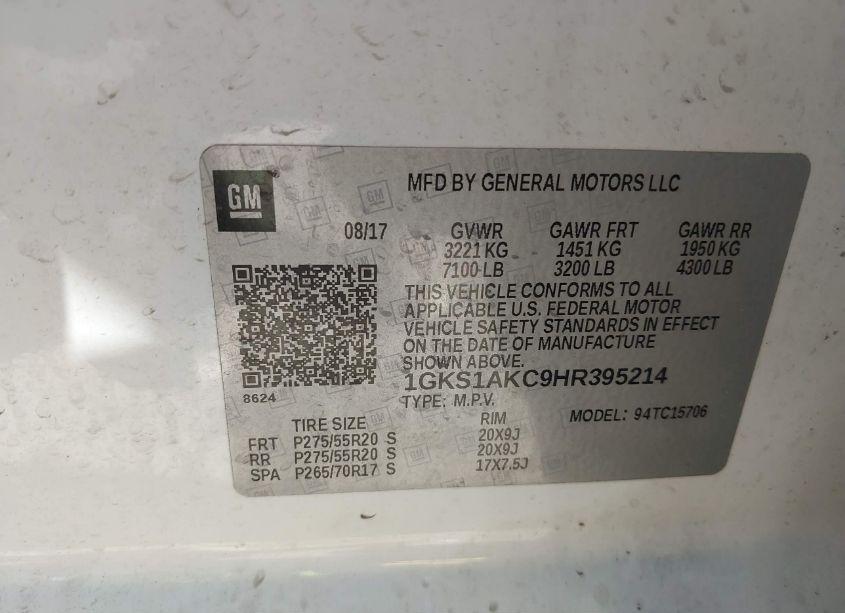 GM
MFD BY GENERAL MOTORS LLC
08/17 GVWR GAWR FRT GAWR RR
3221 KG 1451 KG 1950 KG
7100 LB 3200 LB 4300 LB
THIS VEHICLE CONFORMS TO ALL
APPLICABLE U.S. FEDERAL MOTOR
VEHICLE SAFETY STANDARDS IN EFFECT
ON THE DATE OF MANUFACTURE
SHOWN ABOVE.
1GKS1AKC9HR395214
8624
TYPE: M.P.V.
MODEL: 94TC15706
TIRE SIZE RIM
FRT P275/55R20 S 20X9J
RR P275/55R20 S 20X9J
SPA P265/70R17 S 17X7.5J